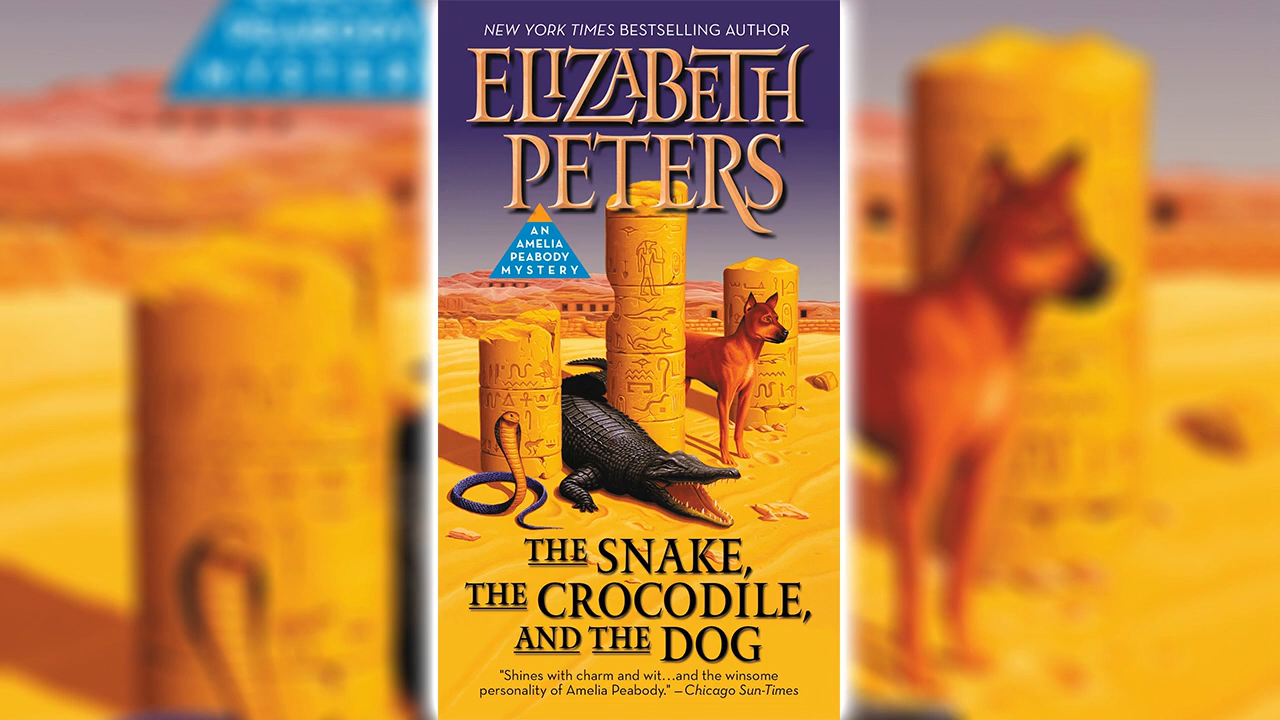 NEW YORK TIMES BESTSELLING AUTHOR
ELIZABETH
PETERS
AN
AMELIA
PEABODY
MYSTERY
THE SNAKE,
THE CROCODILE,
AND THE DOG
"Shines with charm and wit...and the winsome
personality of Amelia Peabody." —Chicago Sun-Times